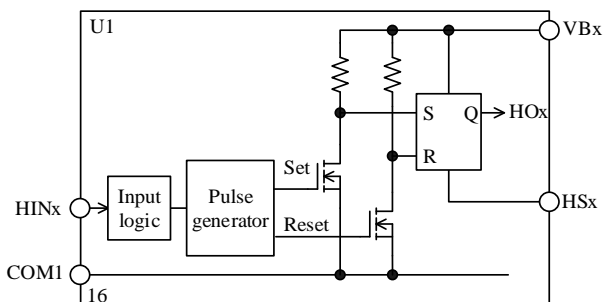 U1
VBx
S
Q
HOx
R
Set
HINx
Input
logic
Pulse
generator
Reset
HSx
COM1
16